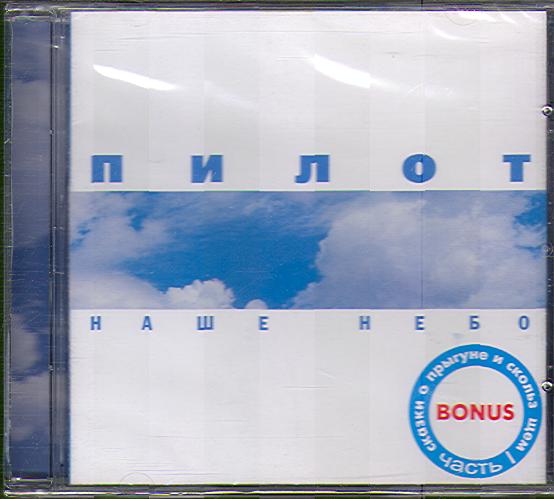 ПИЛОТ
НАШЕ НЕБО
сказки о прыгуне и скользящем
BONUS
часть I